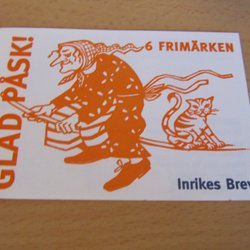 GLAD PÅSK!
6 FRIMÄRKEN
Inrikes Brev